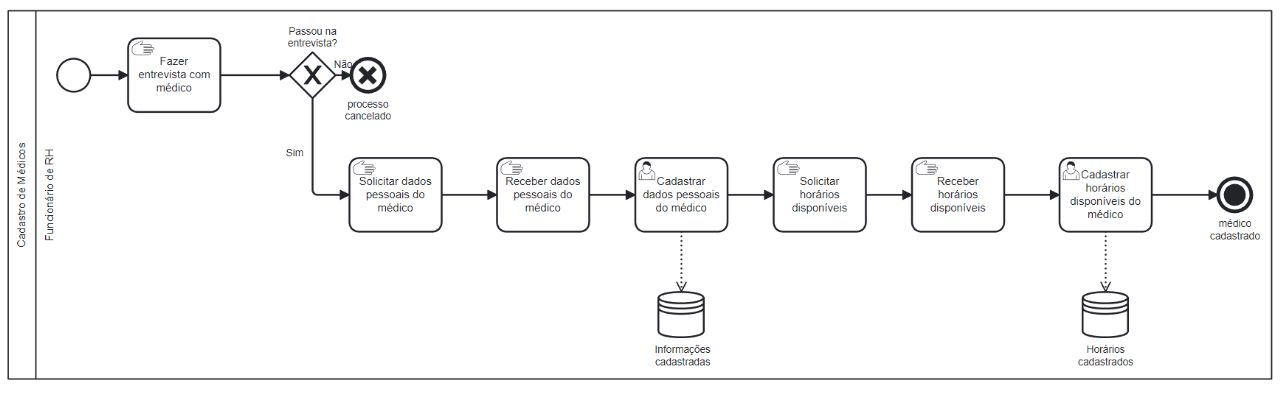 Cadastro de Médicos
Funcionário de RH
Fazer
entrevista com
médico
Passou na
entrevista?
Não
processo
cancelado
Sim
Solicitar dados
pessoais do
médico
Receber dados
pessoais do
médico
Cadastrar
dados pessoais
do médico
Solicitar
horários
disponíveis
Receber
horários
disponíveis
Cadastrar
horários
disponíveis do
médico
médico
cadastrado
Informações
cadastradas
Horários
cadastrados